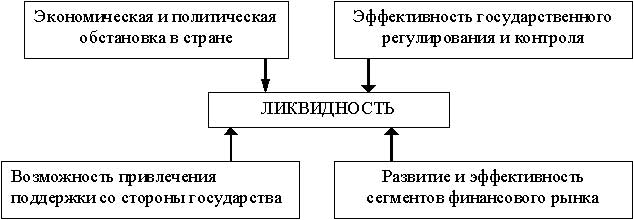 Экономическая и политическая
обстановка в стране
Эффективность государственного
регулирования и контроля
ЛИКВИДНОСТЬ
Возможность привлечения
поддержки со стороны государства
Развитие и эффективность
сегментов финансового рынка